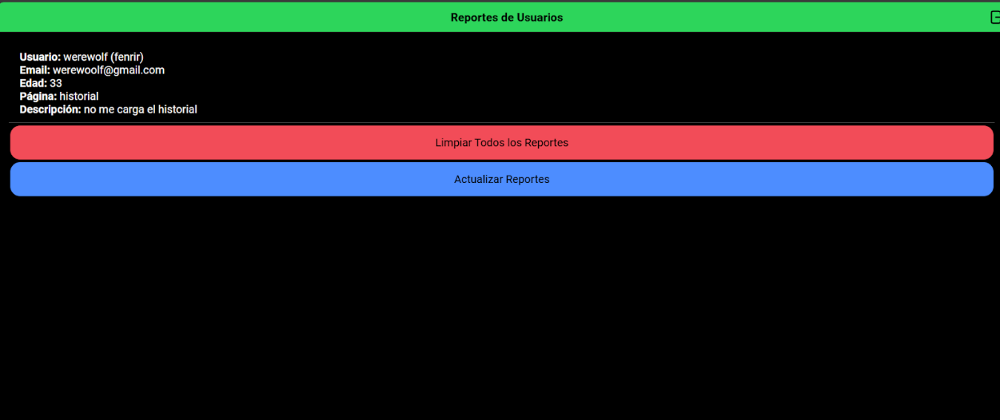 Reportes de Usuarios
Usuario: werewolf (fenrir)
Email: werewoolf@gmail.com
Edad: 33
Página: historial
Descripción: no me carga el historial
Limpiar Todos los Reportes
Actualizar Reportes